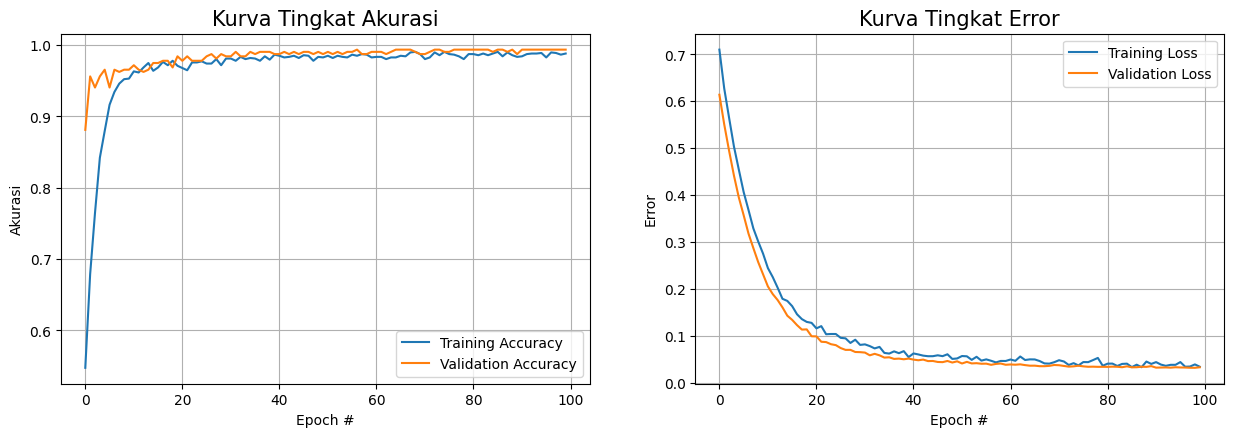 Kurva Tingkat Akurasi
Akurasi
1.0
0.9
0.8
0.7
0.6
Training Accuracy
Validation Accuracy
0 20 40 60 80 100
Epoch #
Kurva Tingkat Error
Error
0.7
0.6
0.5
0.4
0.3
0.2
0.1
0.0
Training Loss
Validation Loss
0 20 40 60 80 100
Epoch #